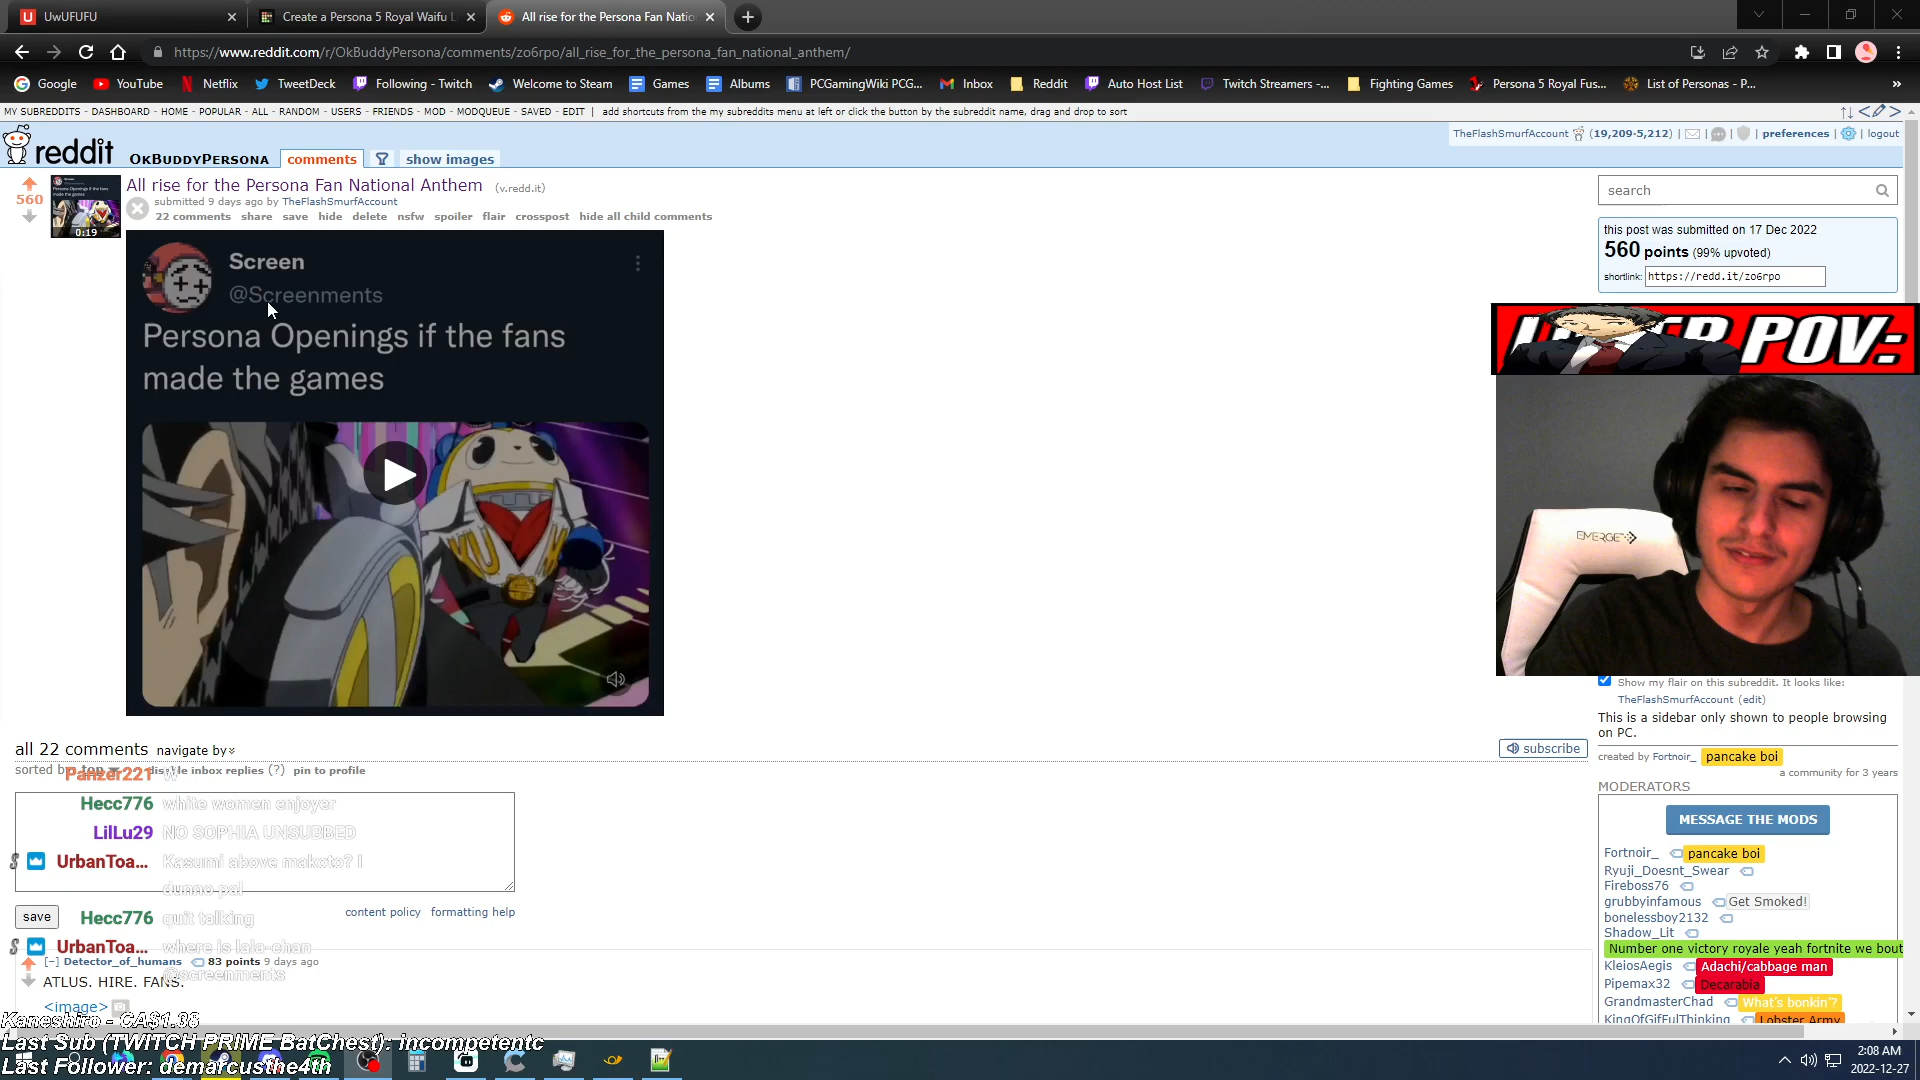 UwUFUFU
Create a Persona 5 Royal Waifu L
All rise for the Persona Fan Natio
https://www.reddit.com/r/OkBuddyPersona/comments/zo6rpo/all_rise_for_the_persona_fan_national_anthem/
Google
YouTube
Netflix
TweetDeck
Following - Twitch
Welcome to Steam
Games
Albums
PCGamingWiki PCG...
Inbox
Reddit
Auto Host List
Twitch Streamers -...
Fighting Games
Persona 5 Royal Fus...
List of Personas - P...
MY SUBREDDITS - DASHBOARD - HOME - POPULAR - ALL - RANDOM - USERS - FRIENDS - MOD - MODQUEUE - SAVED - EDIT | add shortcuts from the my subreddits menu at left or click the button by the subreddit name, drag and drop to sort
TheFlashSmurfAccount (19,209·5,212) | preferences | logout
reddit OKBUDDYPERSONA comments show images
560
0:19
All rise for the Persona Fan National Anthem (v.redd.it)
submitted 9 days ago by TheFlashSmurfAccount
22 comments share save hide delete nsfw spoiler flair crosspost hide all child comments
search
this post was submitted on 17 Dec 2022
560 points (99% upvoted)
shortlink: https://redd.it/zo6rpo
Screen
@Screenments
Persona Openings if the fans
made the games
POV:
EMERGE
Show my flair on this subreddit. It looks like:
TheFlashSmurfAccount (edit)
This is a sidebar only shown to people browsing
on PC.
created by Fortnoir_ pancake boi
a community for 3 years
MODERATORS
MESSAGE THE MODS
Fortnoir_ pancake boi
Ryuji_Doesnt_Swear
Fireboss76
grubbyinfamous Get Smoked!
bonelessboy2132
Shadow_Lit
Number one victory royale yeah fortnite we bout
KleiosAegis Adachi/cabbage man
Pipemax32 Decarabia
GrandmasterChad What's bonkin'?
KingOfGifFulThinking Lobster Army
all 22 comments navigate by
subscribe
sorted by top inbox replies (?) pin to profile
Panzer221 W
Hecc776 white women enjoyer
LilLu29 NO SOPHIA UNSUBBED
UrbanToa... Kasumi above makoto? I
dunno pal
Hecc776 quit talking
UrbanToa... where is lala-chan
@screenments
save
content policy formatting help
[-] Detector_of_humans 83 points 9 days ago
ATLUS. HIRE. FANS.
<image>
Kaneshiro - CA$1.38
Last Sub (TWITCH PRIME BatChest): incompetentc
Last Follower: demarcusthe4th
2:08 AM
2022-12-27